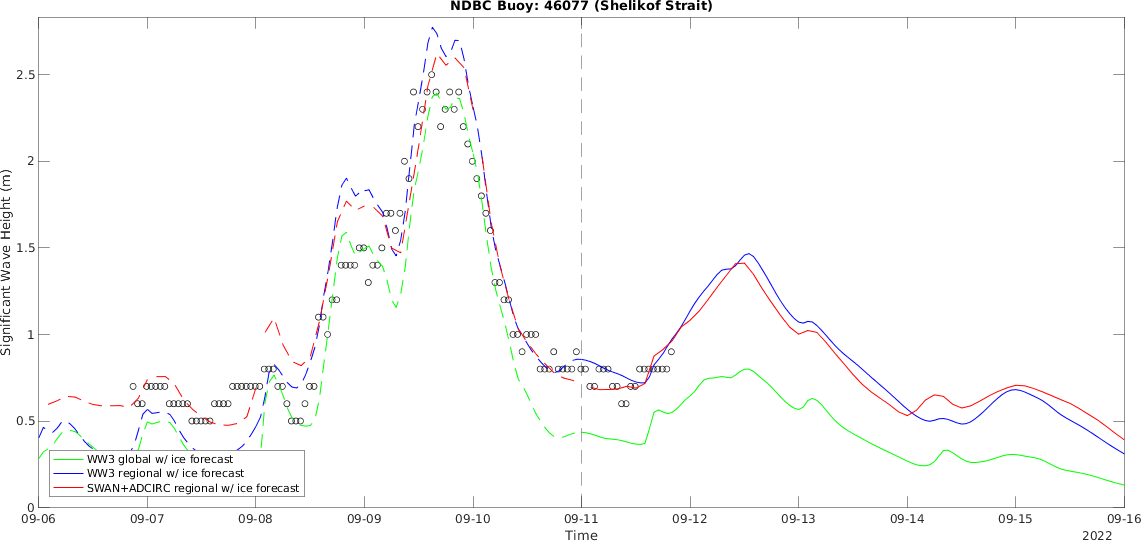 NDBC Buoy: 46077 (Shelikof Strait)
Significant Wave Height (m)
2.5
2
1.5
1
0.5
0
WW3 global w/ ice forecast
WW3 regional w/ ice forecast
SWAN+ADCIRC regional w/ ice forecast
09-06 09-07 09-08 09-09 09-10 09-11 09-12 09-13 09-14 09-15 09-16
Time
2022